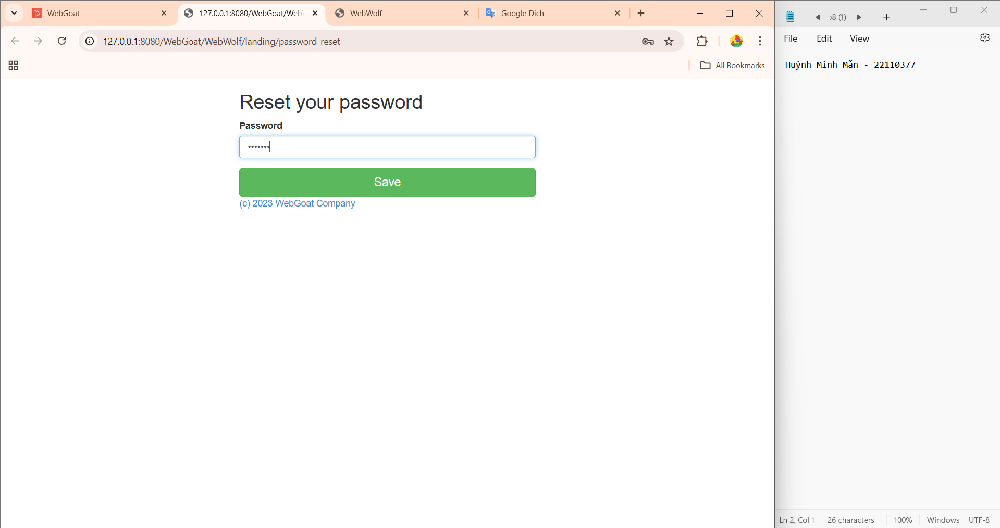 WebGoat
127.0.0.1:8080/WebGoat/Web
WebWolf
Google Dịch
127.0.0.1:8080/WebGoat/WebWolf/landing/password-reset
All Bookmarks
Reset your password
Password
Save
(c) 2023 WebGoat Company
8 (1)
File Edit View
Huỳnh Minh Mẫn - 22110377
Ln 2, Col 1 26 characters 100% Windows UTF-8